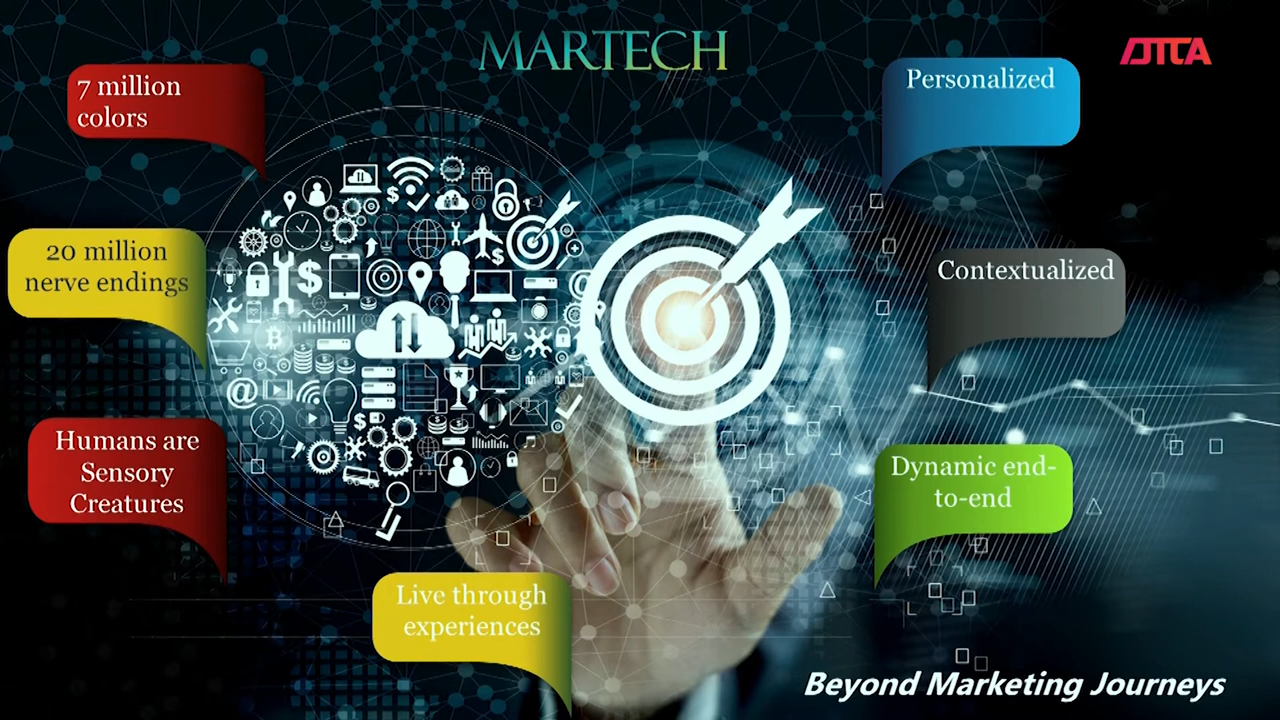 MARTECH
DTCA
7 million
colors
20 million
nerve endings
Humans are
Sensory
Creatures
Live through
experiences
Personalized
Contextualized
Dynamic end-
to-end
Beyond Marketing Journeys